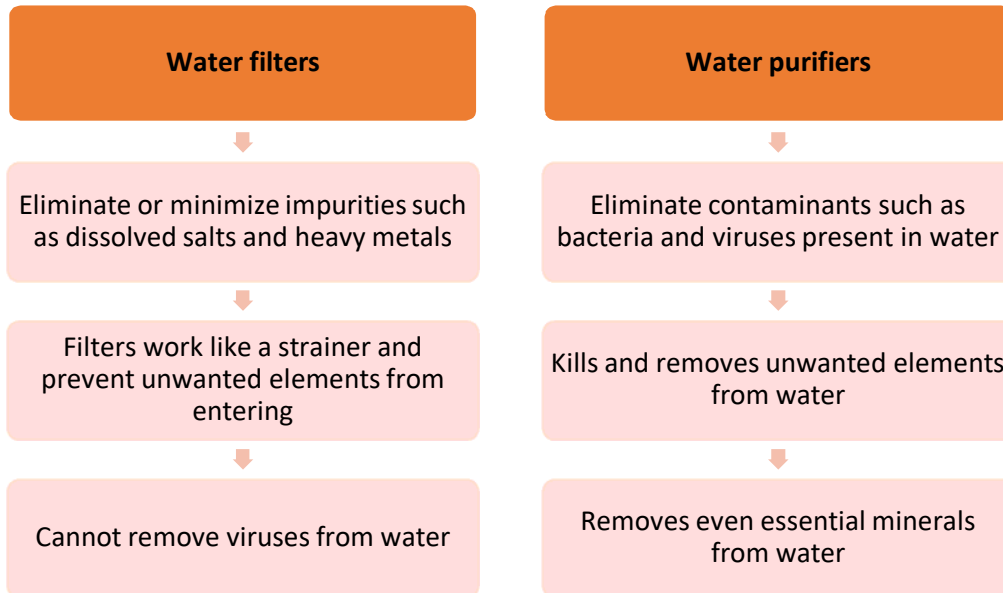 Water filters
Eliminate or minimize impurities such
as dissolved salts and heavy metals
Filters work like a strainer and
prevent unwanted elements from
entering
Cannot remove viruses from water
Water purifiers
Eliminate contaminants such as
bacteria and viruses present in water
Kills and removes unwanted elements
from water
Removes even essential minerals
from water